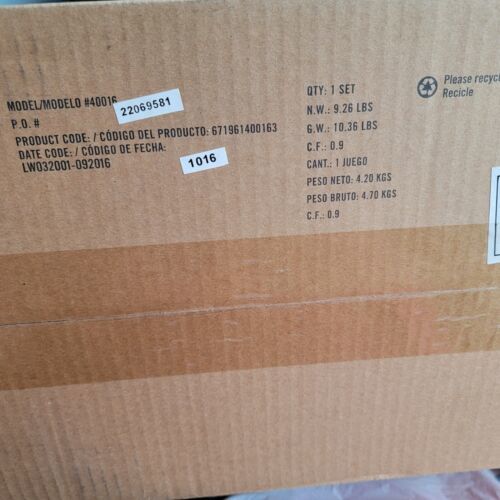 MODEL/MODELO #40016
P.O. #
22069581
PRODUCT CODE: / CÓDIGO DEL PRODUCTO: 671961400163
DATE CODE: / CÓDIGO DE FECHA:
1016
LW032001-092016
QTY: 1 SET
N.W.: 9.26 LBS
G.W.: 10.36 LBS
C.F.: 0.9
CANT.: 1 JUEGO
PESO NETO: 4.20 KGS
PESO BRUTO: 4.70 KGS
C.F.: 0.9
Please recycl
Recicle